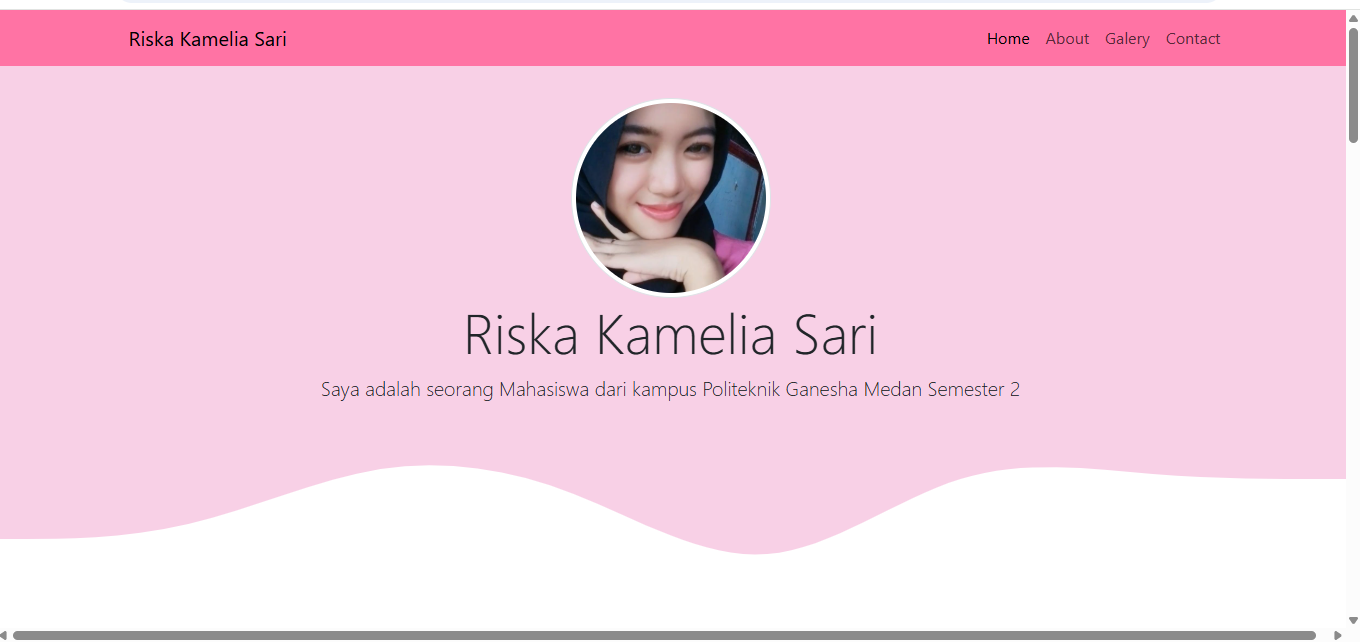 Riska Kamelia Sari
Home About Galery Contact
Riska Kamelia Sari
Saya adalah seorang Mahasiswa dari kampus Politeknik Ganesha Medan Semester 2